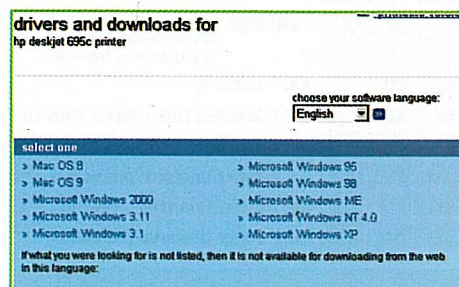 drivers and downloads for
hp deskjet 695c printer
choose your software language:
English
select one
» Mac OS 8
» Mac OS 9
» Microsoft Windows 2000
» Microsoft Windows 3.11
» Microsoft Windows 3.1
» Microsoft Windows 95
» Microsoft Windows 98
» Microsoft Windows ME
» Microsoft Windows NT 4.0
» Microsoft Windows XP
If what you were looking for is not listed, then it is not available for downloading from the web
in this language: